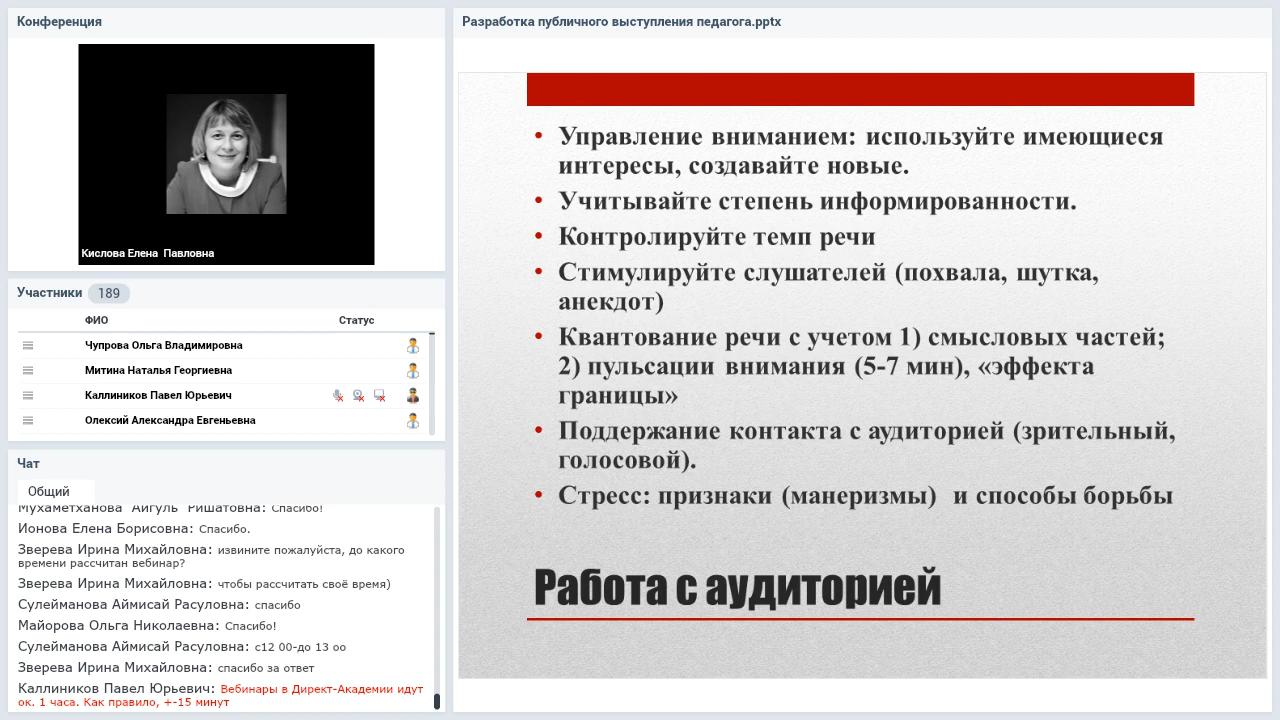 Конференция
Кислова Елена  Павловна
Участники 189
ФИО Статус
Чупрова Ольга Владимировна
Митина Наталья Георгиевна
Каллиников Павел Юрьевич
Олексий Александра Евгеньевна
Чат
Общий
Мухаметханова  Айгуль  Ришатовна: Спасибо!
Ионова Елена Борисовна: Спасибо.
Зверева Ирина Михайловна: извините пожалуйста, до какого
времени рассчитан вебинар?
Зверева Ирина Михайловна: чтобы рассчитать своё время)
Сулейманова Аймисай Расуловна: спасибо
Майорова Ольга Николаевна: Спасибо!
Сулейманова Аймисай Расуловна: с12 00-до 13 оо
Зверева Ирина Михайловна: спасибо за ответ
Каллиников Павел Юрьевич: Вебинары в Директ-Академии идут
ок. 1 часа. Как правило, +-15 минут
Разработка публичного выступления педагога.pptx
• Управление вниманием: используйте имеющиеся
интересы, создавайте новые.
• Учитывайте степень информированности.
• Контролируйте темп речи
• Стимулируйте слушателей (похвала, шутка,
анекдот)
• Квантование речи с учетом 1) смысловых частей;
2) пульсации внимания (5-7 мин), «эффекта
границы»
• Поддержание контакта с аудиторией (зрительный,
голосовой).
• Стресс: признаки (манеризмы)  и способы борьбы
Работа с аудиторией